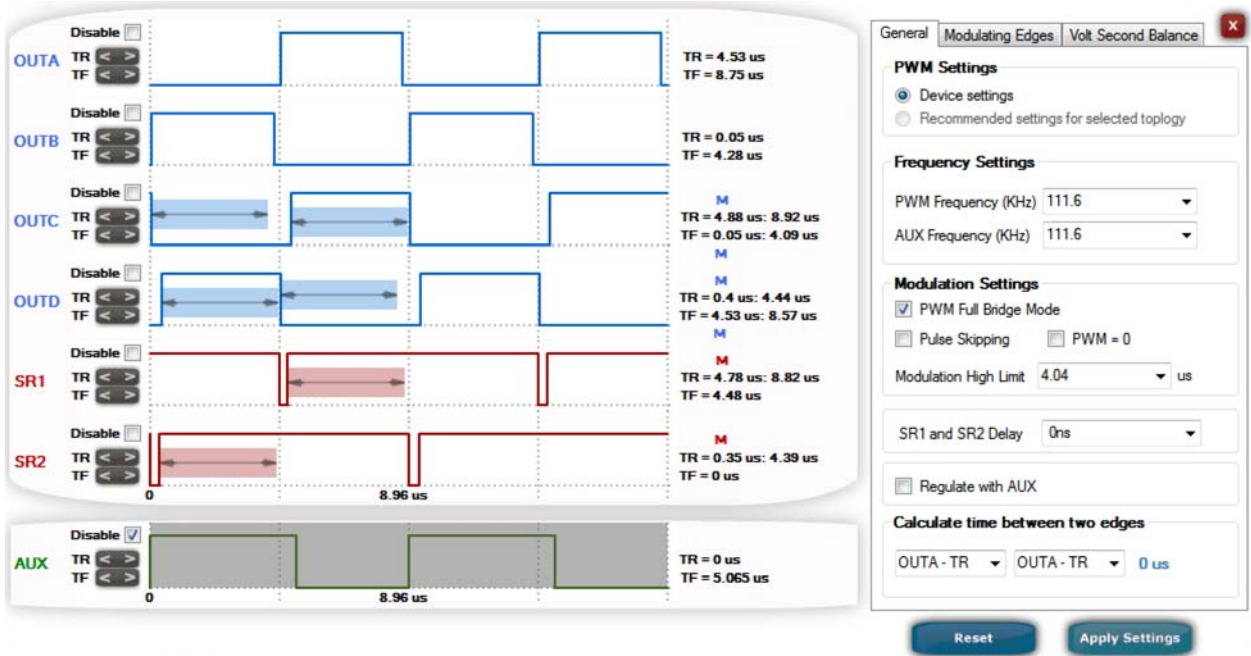 Disable
OUTA TR < > TR = 4.53 us
TF < > TF = 8.75 us
Disable
OUTB TR < > TR = 0.05 us
TF < > TF = 4.28 us
Disable
M
OUTC TR < > TR = 4.88 us: 8.92 us
TF < > TF = 0.05 us: 4.09 us
M
Disable
M
OUTD TR < > TR = 0.4 us: 4.44 us
TF < > TF = 4.53 us: 8.57 us
M
Disable
M
SR1 TR < > TR = 4.78 us: 8.82 us
TF < > TF = 4.48 us
Disable
M
SR2 TR < > TR = 0.35 us: 4.39 us
TF < > TF = 0 us
0 8.96 us
Disable
AUX TR < > TR = 0 us
TF < > TF = 5.065 us
0 8.96 us
x
General Modulating Edges Volt Second Balance
PWM Settings
Device settings
Recommended settings for selected toplogy
Frequency Settings
PWM Frequency (KHz) 111.6
AUX Frequency (KHz) 111.6
Modulation Settings
PWM Full Bridge Mode
Pulse Skipping PWM = 0
Modulation High Limit 4.04 us
SR1 and SR2 Delay 0ns
Regulate with AUX
Calculate time between two edges
OUTA - TR OUTA - TR 0 us
Reset Apply Settings